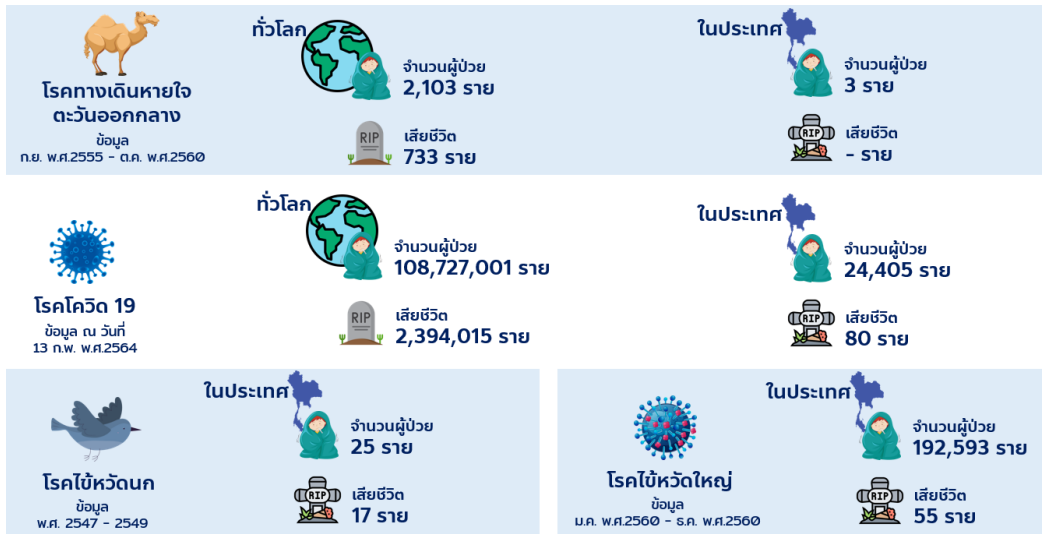 ทั่วโลก
ในประเทศ
จำนวนผู้ป่วย
2,103 ราย
จำนวนผู้ป่วย
3 ราย
โรคทางเดินหายใจ
ตะวันออกกลาง
ข้อมูล
ก.ย. พ.ศ.2555 - ต.ค. พ.ศ.2560
RIP
เสียชีวิต
733 ราย
RIP
เสียชีวิต
- ราย
ทั่วโลก
ในประเทศ
จำนวนผู้ป่วย
108,727,001 ราย
จำนวนผู้ป่วย
24,405 ราย
โรคโควิด 19
ข้อมูล ณ วันที่
13 ก.พ. พ.ศ.2564
RIP
เสียชีวิต
2,394,015 ราย
RIP
เสียชีวิต
80 ราย
ในประเทศ
จำนวนผู้ป่วย
25 ราย
โรคไข้หวัดนก
ข้อมูล
พ.ศ. 2547 - 2549
RIP
เสียชีวิต
17 ราย
ในประเทศ
จำนวนผู้ป่วย
192,593 ราย
โรคไข้หวัดใหญ่
ข้อมูล
ม.ค. พ.ศ.2560 - ธ.ค. พ.ศ.2560
RIP
เสียชีวิต
55 ราย